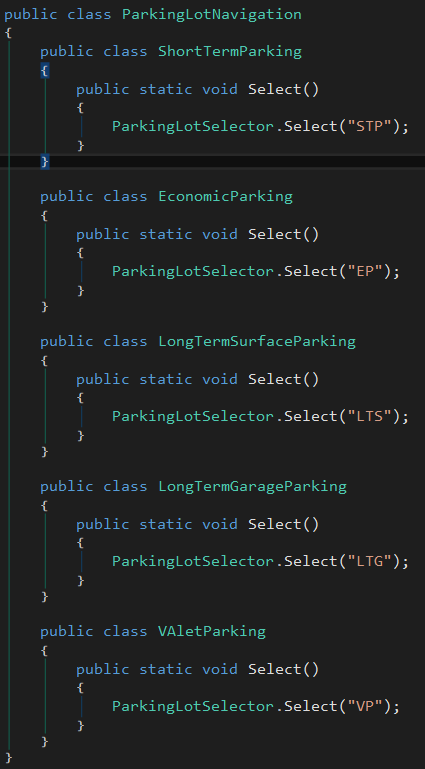 public class ParkingLotNavigation
{
    public class ShortTermParking
    {
        public static void Select()
        {
            ParkingLotSelector.Select("STP");
        }
    }

    public class EconomicParking
    {
        public static void Select()
        {
            ParkingLotSelector.Select("EP");
        }
    }

    public class LongTermSurfaceParking
    {
        public static void Select()
        {
            ParkingLotSelector.Select("LTS");
        }
    }

    public class LongTermGarageParking
    {
        public static void Select()
        {
            ParkingLotSelector.Select("LTG");
        }
    }

    public class VAletParking
    {
        public static void Select()
        {
            ParkingLotSelector.Select("VP");
        }
    }
}